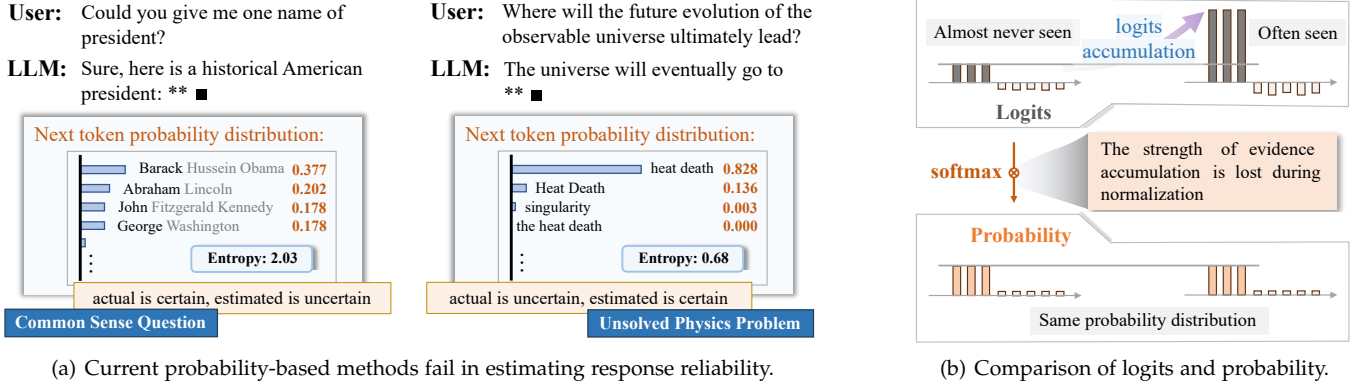 User: Could you give me one name of
president?
LLM: Sure, here is a historical American
president: ** ■
Next token probability distribution:
Barack Hussein Obama 0.377
Abraham Lincoln 0.202
John Fitzgerald Kennedy 0.178
George Washington 0.178
⋮
Entropy: 2.03
actual is certain, estimated is uncertain
Common Sense Question
User: Where will the future evolution of the
observable universe ultimately lead?
LLM: The universe will eventually go to
** ■
Next token probability distribution:
heat death 0.828
Heat Death 0.136
singularity 0.003
the heat death 0.000
⋮
Entropy: 0.68
actual is uncertain, estimated is certain
Unsolved Physics Problem
(a) Current probability-based methods fail in estimating response reliability.
Almost never seen
logits
accumulation
Often seen
Logits
softmax
The strength of evidence
accumulation is lost during
normalization
Probability
Same probability distribution
(b) Comparison of logits and probability.